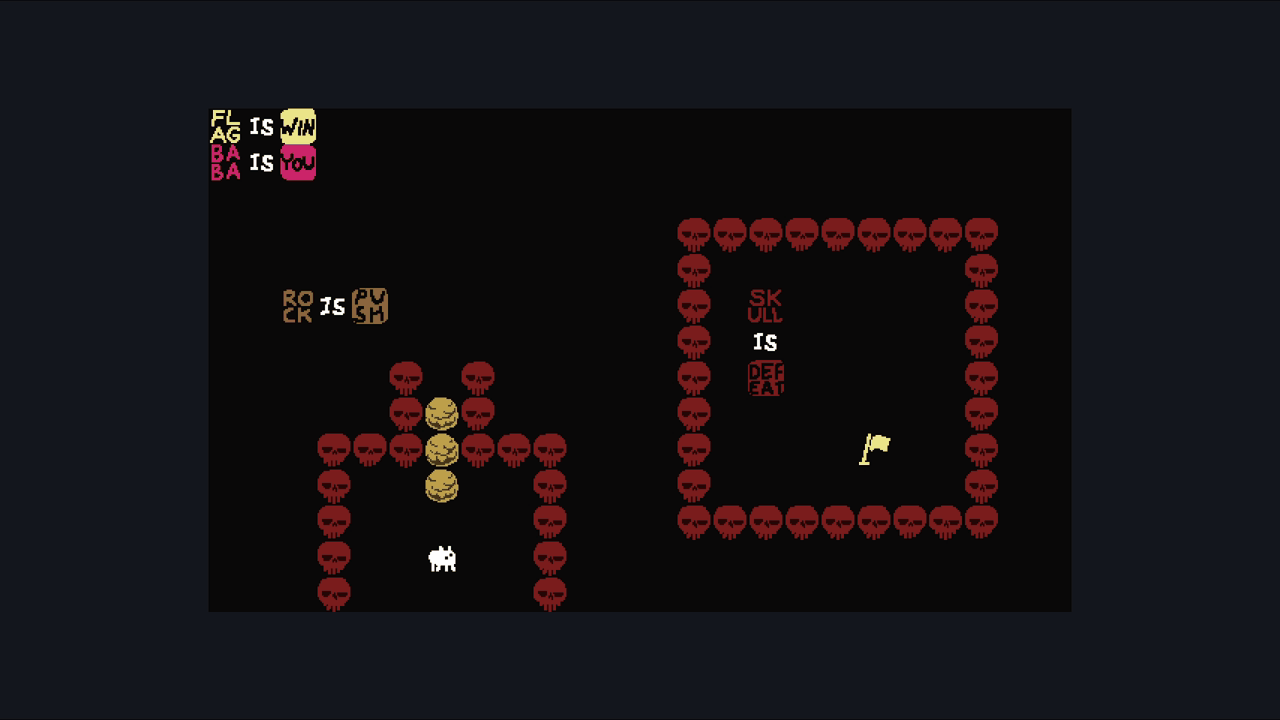 FLAG IS WIN
BABA IS YOU
ROCK IS PUSH
SKULL
IS
DEFEAT